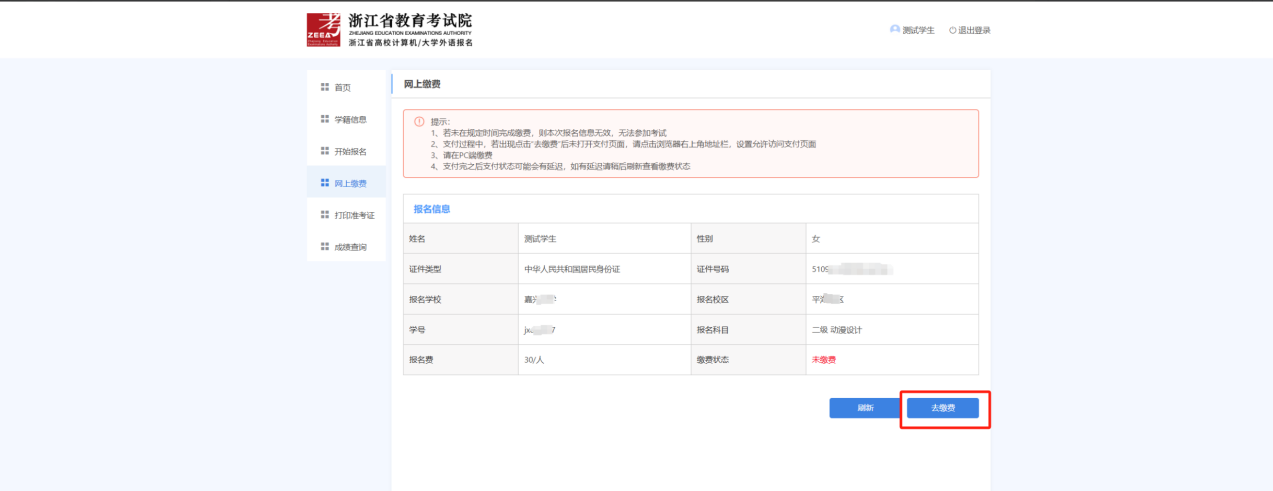 浙江省教育考试院
ZHEJIANG EDUCATION EXAMINATIONS AUTHORITY
浙江省高校计算机/大学外语报名
ZEEA
测试学生 退出登录
首页
学籍信息
开始报名
网上缴费
打印准考证
成绩查询
网上缴费
提示:
1、若未在规定时间完成缴费，则本次报名信息无效，无法参加考试
2、支付过程中，若出现点击“去缴费”后未打开支付页面，请点击浏览器右上角地址栏，设置允许访问支付页面
3、请在PC端缴费
4、支付完之后支付状态可能会有延迟，如有延迟请稍后刷新查看缴费状态
报名信息
姓名 测试学生 性别 女
证件类型 中华人民共和国居民身份证 证件号码 5109
报名学校 嘉 报名校区 平 区
学号 jx 7 报名科目 二级 动漫设计
报名费 30/人 缴费状态 未缴费
刷新 去缴费